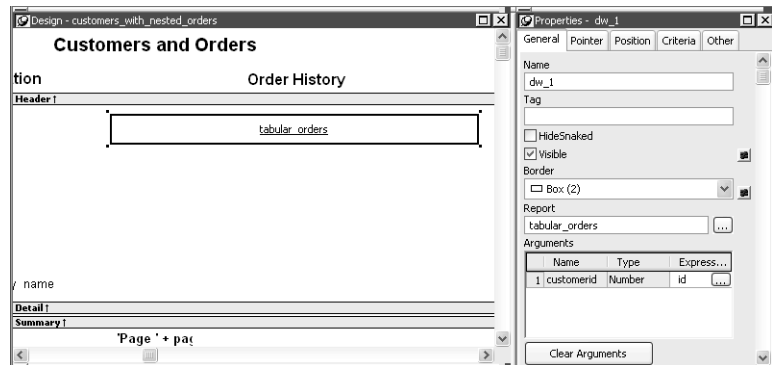 Design - customers_with_nested_orders
Customers and Orders
tion
Order History
Header ↑
tabular_orders
y name
Detail ↑
Summary ↑
'Page ' + pag
Properties - dw_1
General Pointer Position Criteria Other
Name
dw_1
Tag
HideSnaked
Visible
Border
Box (2)
Report
tabular_orders ...
Arguments
Name Type Express...
1 customerid Number id ...
Clear Arguments